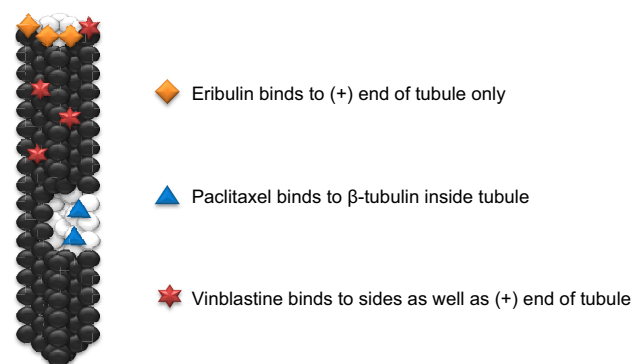 Eribulin binds to (+) end of tubule only
Paclitaxel binds to β-tubulin inside tubule
Vinblastine binds to sides as well as (+) end of tubule